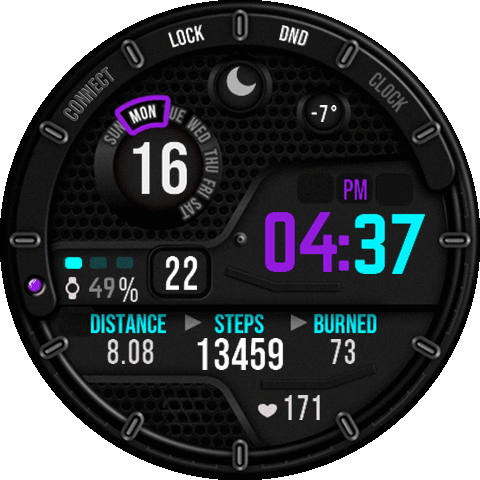 LOCK
DND
CONNECT
CLOCK
-7°
SUN MON TUE WED THU FRI SAT
16
PM
04:37
22
49%
DISTANCE STEPS BURNED
8.08 13459 73
171